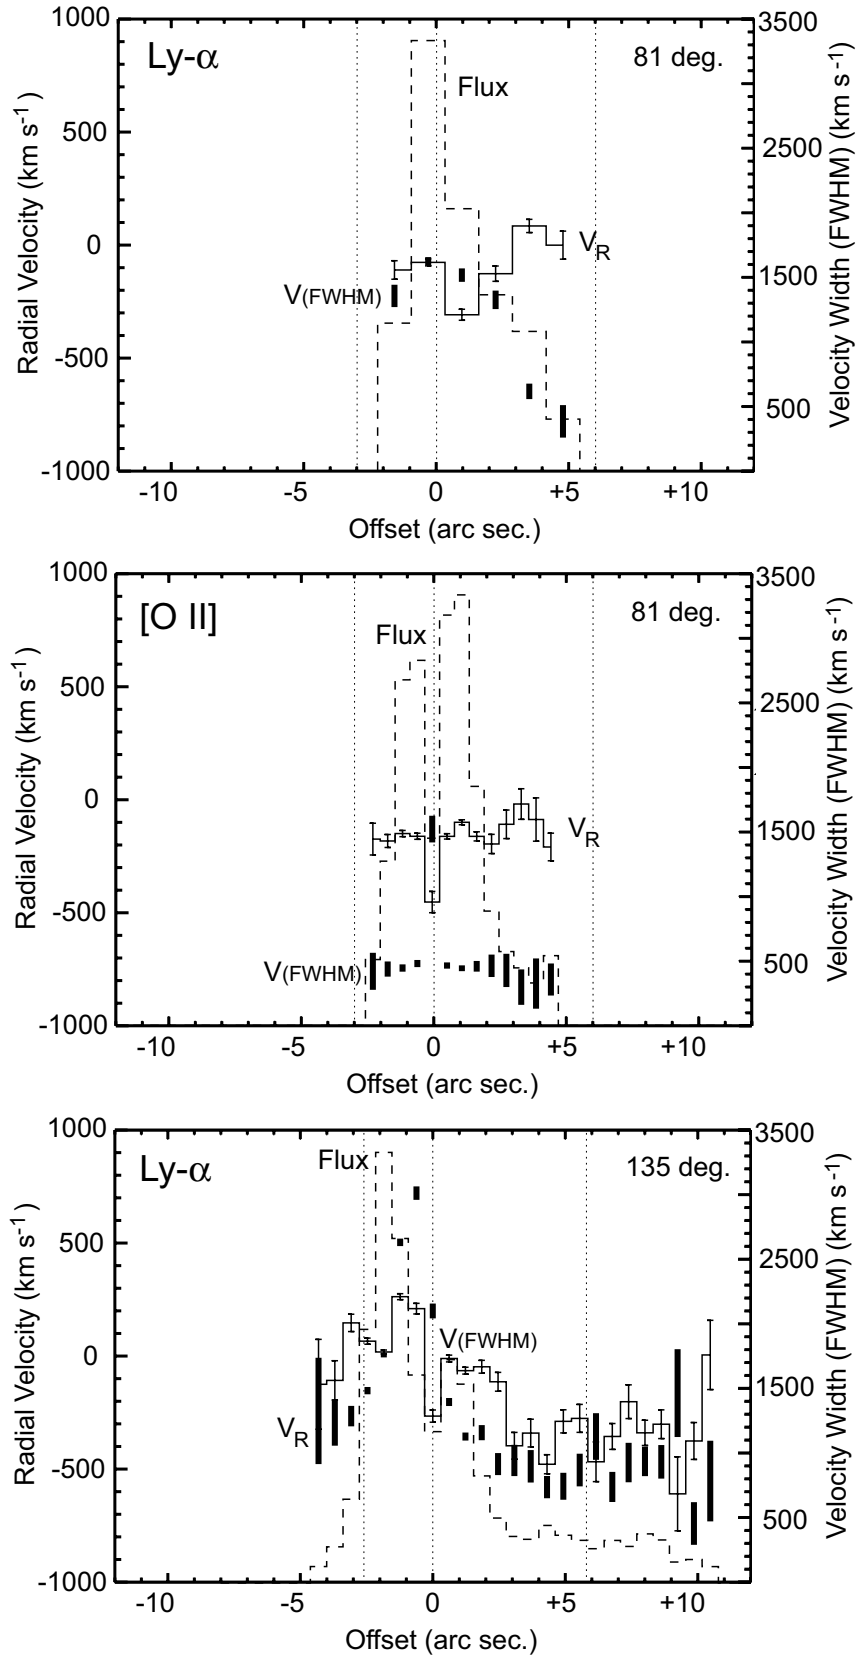 1000
500
0
-500
-1000
Radial Velocity (km s-1)
Ly-α
81 deg.
Flux
VR
V(FWHM)
3500
2500
1500
500
Velocity Width (FWHM) (km s-1)
-10
-5
0
+5
+10
Offset (arc sec.)
1000
500
0
-500
-1000
Radial Velocity (km s-1)
[O II]
81 deg.
Flux
VR
V(FWHM)
3500
2500
1500
500
Velocity Width (FWHM) (km s-1)
-10
-5
0
+5
+10
Offset (arc sec.)
1000
500
0
-500
-1000
Radial Velocity (km s-1)
Ly-α
Flux
135 deg.
V(FWHM)
VR
3500
2500
1500
500
Velocity Width (FWHM) (km s-1)
-10
-5
0
+5
+10
Offset (arc sec.)